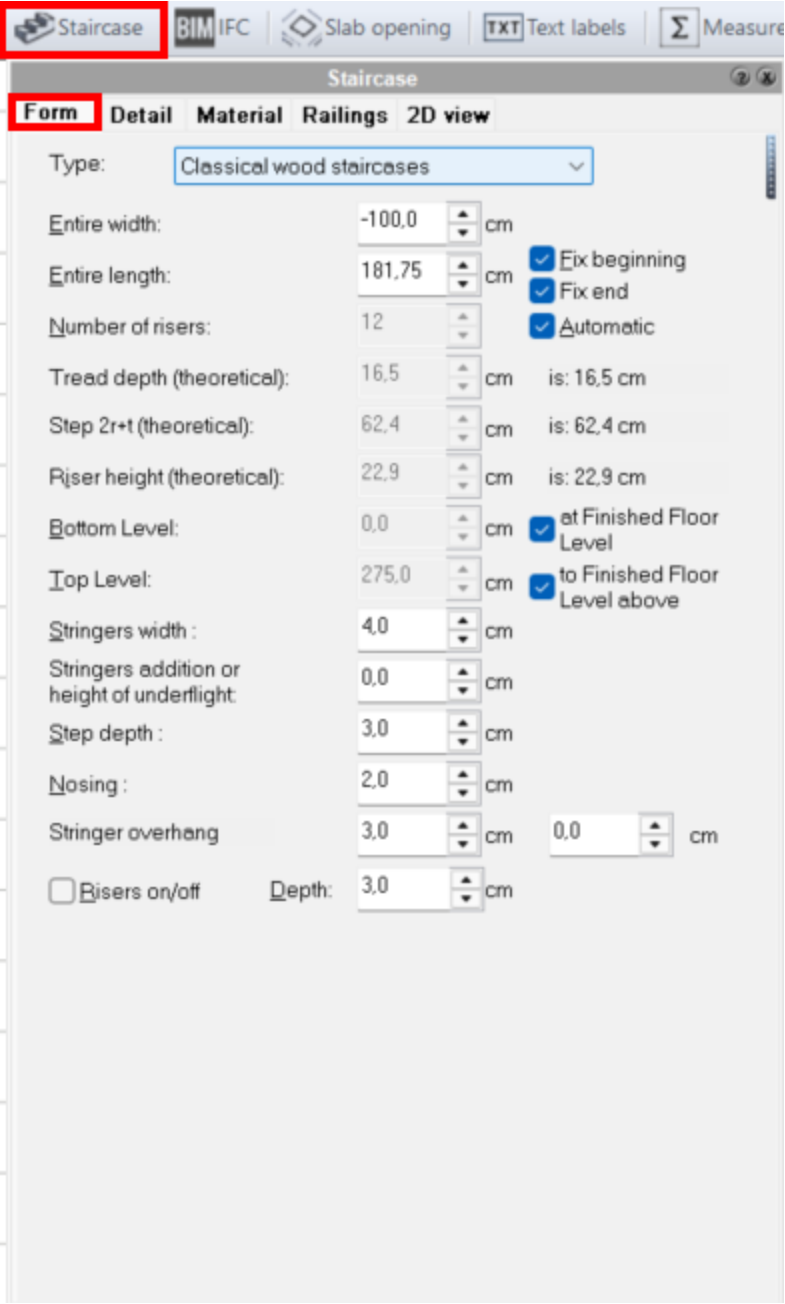 Staircase BIM IFC Slab opening TXT Text labels Σ Measure
Staircase
Form Detail Material Railings 2D view
Type: Classical wood staircases
Entire width: -100,0 cm
Entire length: 181,75 cm Fix beginning
Fix end
Number of risers: 12 Automatic
Tread depth (theoretical): 16,5 cm is: 16,5 cm
Step 2r+t (theoretical): 62,4 cm is: 62,4 cm
Riser height (theoretical): 22,9 cm is: 22,9 cm
Bottom Level: 0,0 cm at Finished Floor Level
Top Level: 275,0 cm to Finished Floor Level above
Stringers width : 4,0 cm
Stringers addition or
height of underflight: 0,0 cm
Step depth : 3,0 cm
Nosing : 2,0 cm
Stringer overhang 3,0 cm 0,0 cm
Risers on/off Depth: 3,0 cm